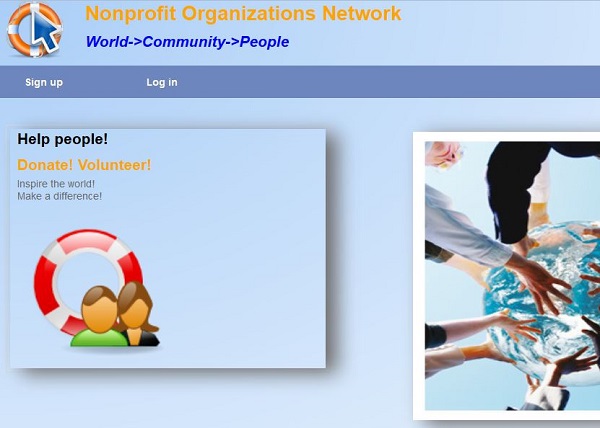 Nonprofit Organizations Network
World->Community->People
Sign up Log in
Help people!
Donate! Volunteer!
Inspire the world!
Make a difference!